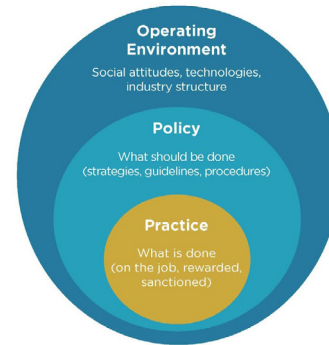 Operating
Environment
Social attitudes, technologies,
industry structure
Policy
What should be done
(strategies, guidelines, procedures)
Practice
What is done
(on the job, rewarded,
sanctioned)